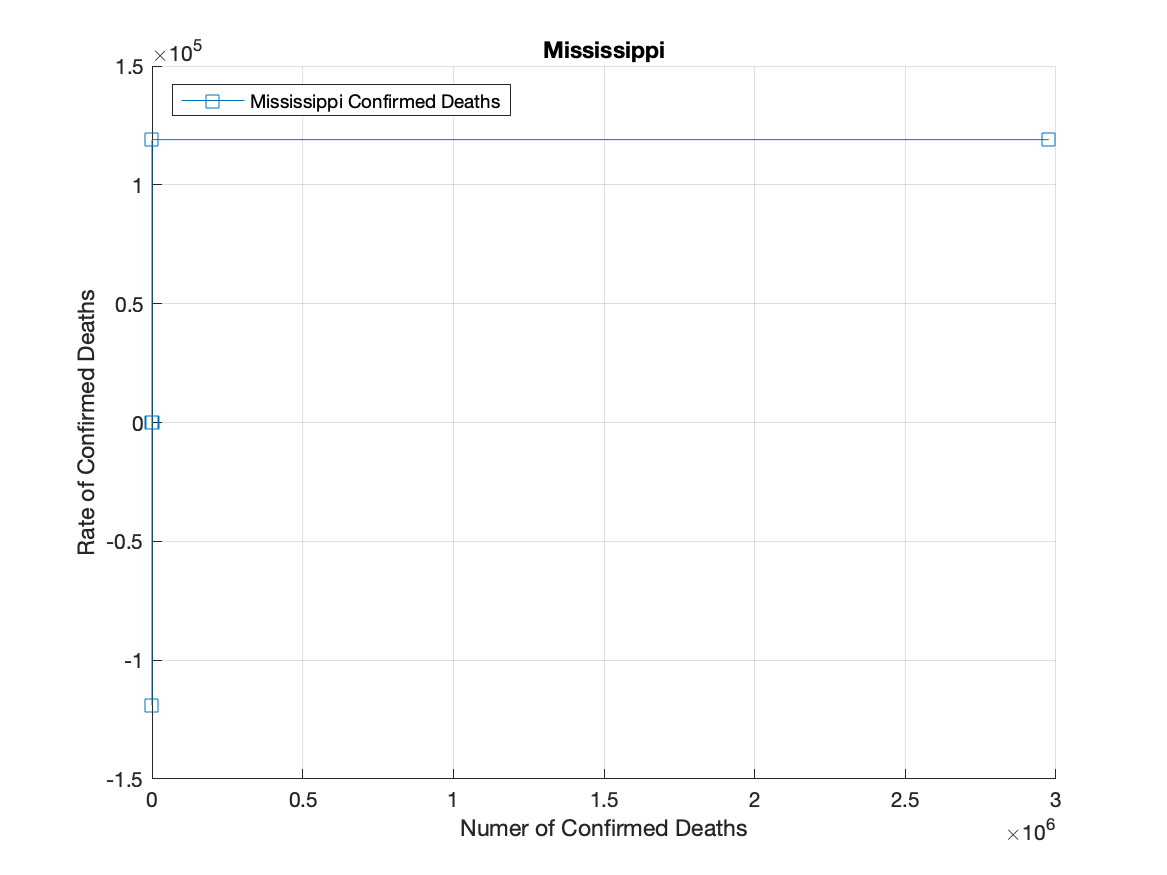 Mississippi
×10^5
1.5
1
0.5
0
-0.5
-1
-1.5
Mississippi Confirmed Deaths
Rate of Confirmed Deaths
0 0.5 1 1.5 2 2.5 3
Numer of Confirmed Deaths
×10^6